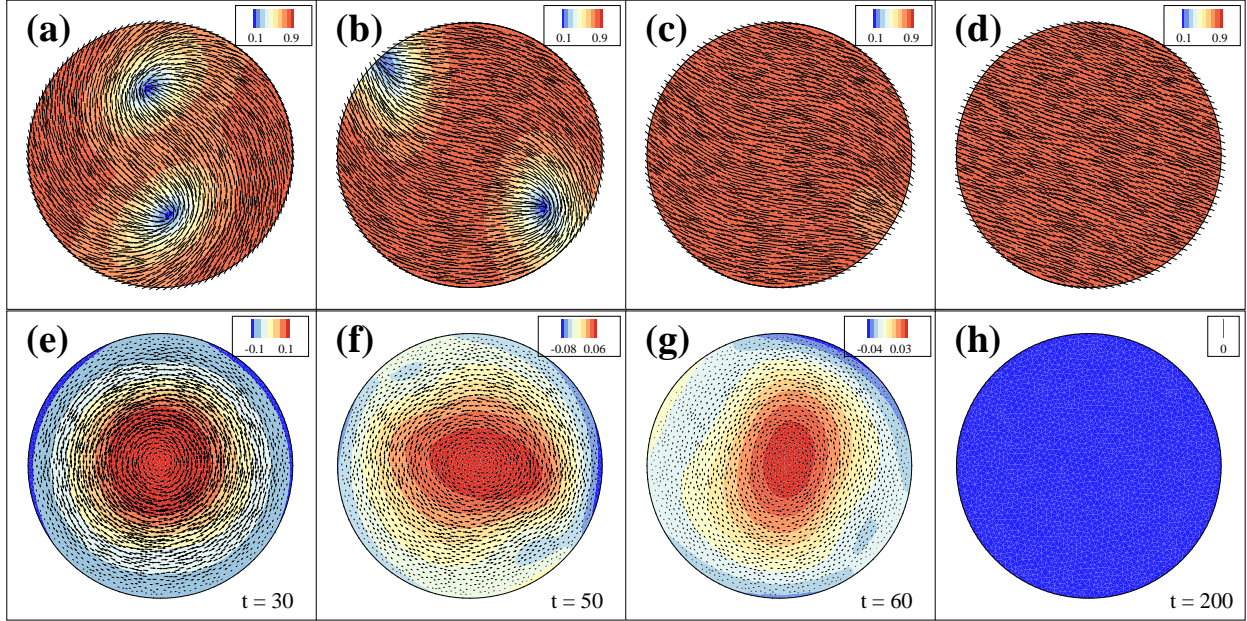 (a)
0.1 0.9
(b)
0.1 0.9
(c)
0.1 0.9
(d)
0.1 0.9
(e)
-0.1 0.1
t = 30
(f)
-0.08 0.06
t = 50
(g)
-0.04 0.03
t = 60
(h)
0
t = 200